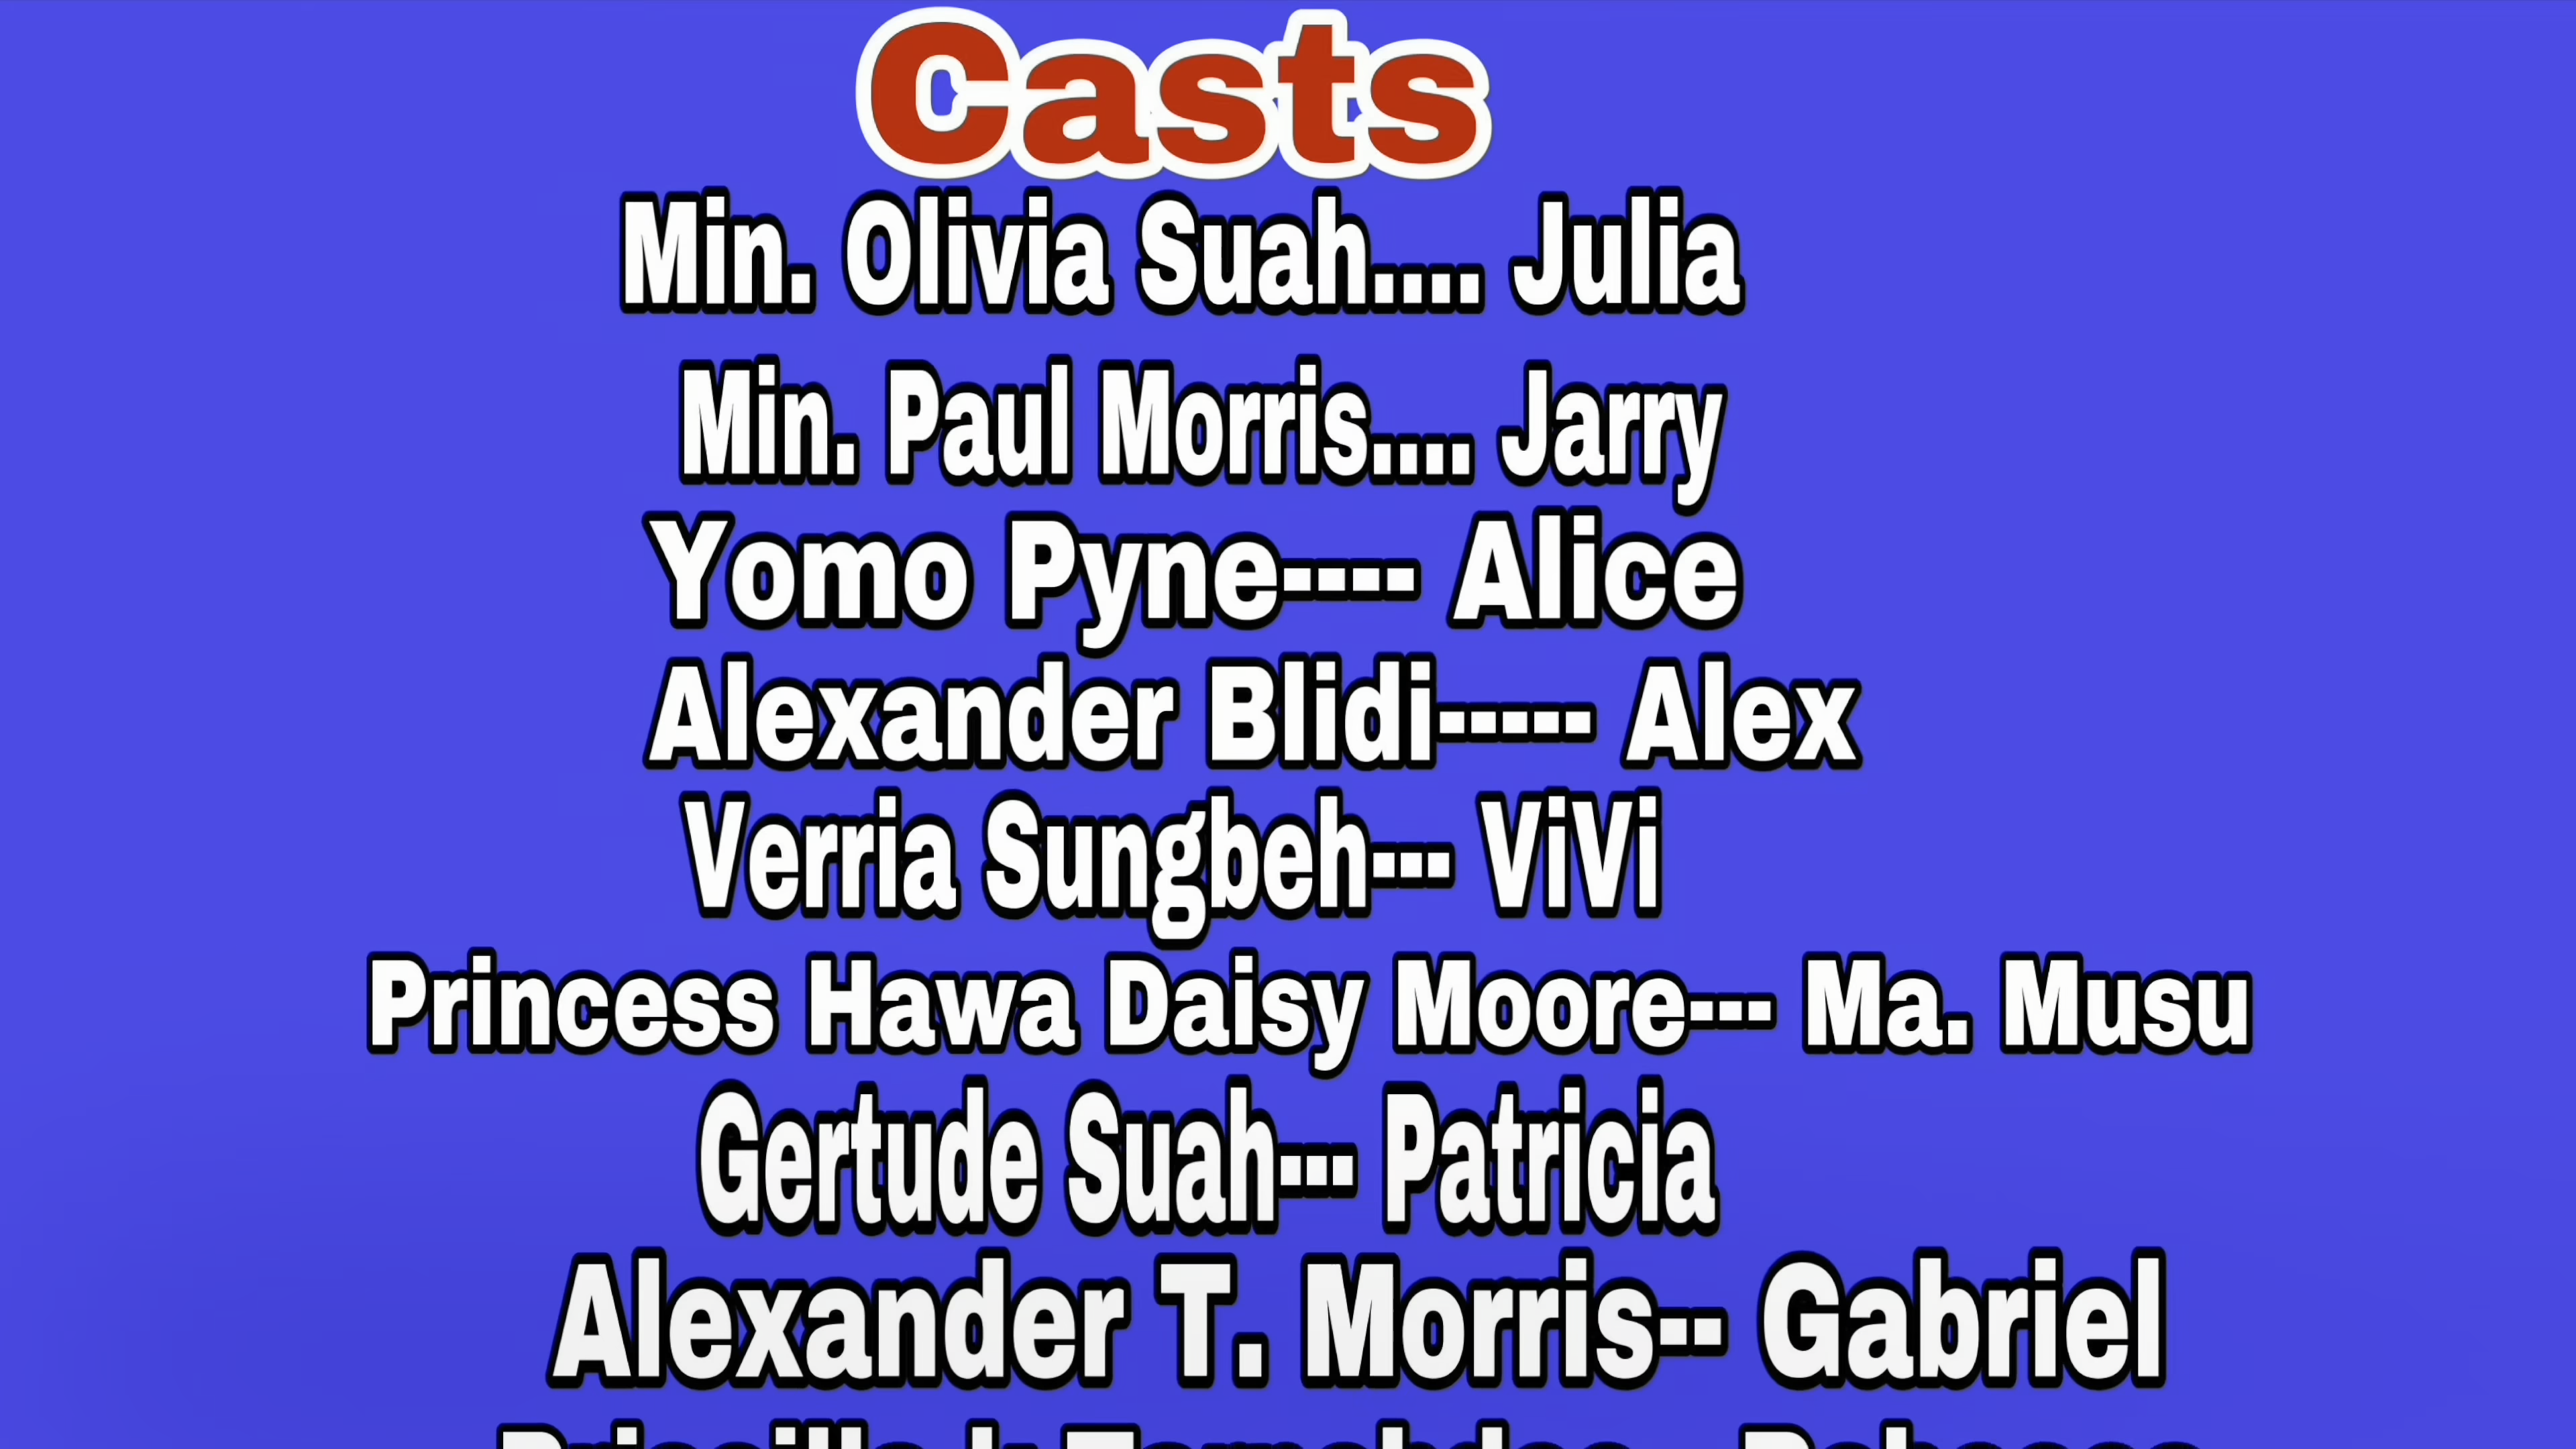 Casts
Min. Olivia Suah.... Julia
Min. Paul Morris.... Jarry
Yomo Pyne---- Alice
Alexander Blidi----- Alex
Verria Sungbeh--- ViVi
Princess Hawa Daisy Moore--- Ma. Musu
Gertude Suah--- Patricia
Alexander T. Morris-- Gabriel